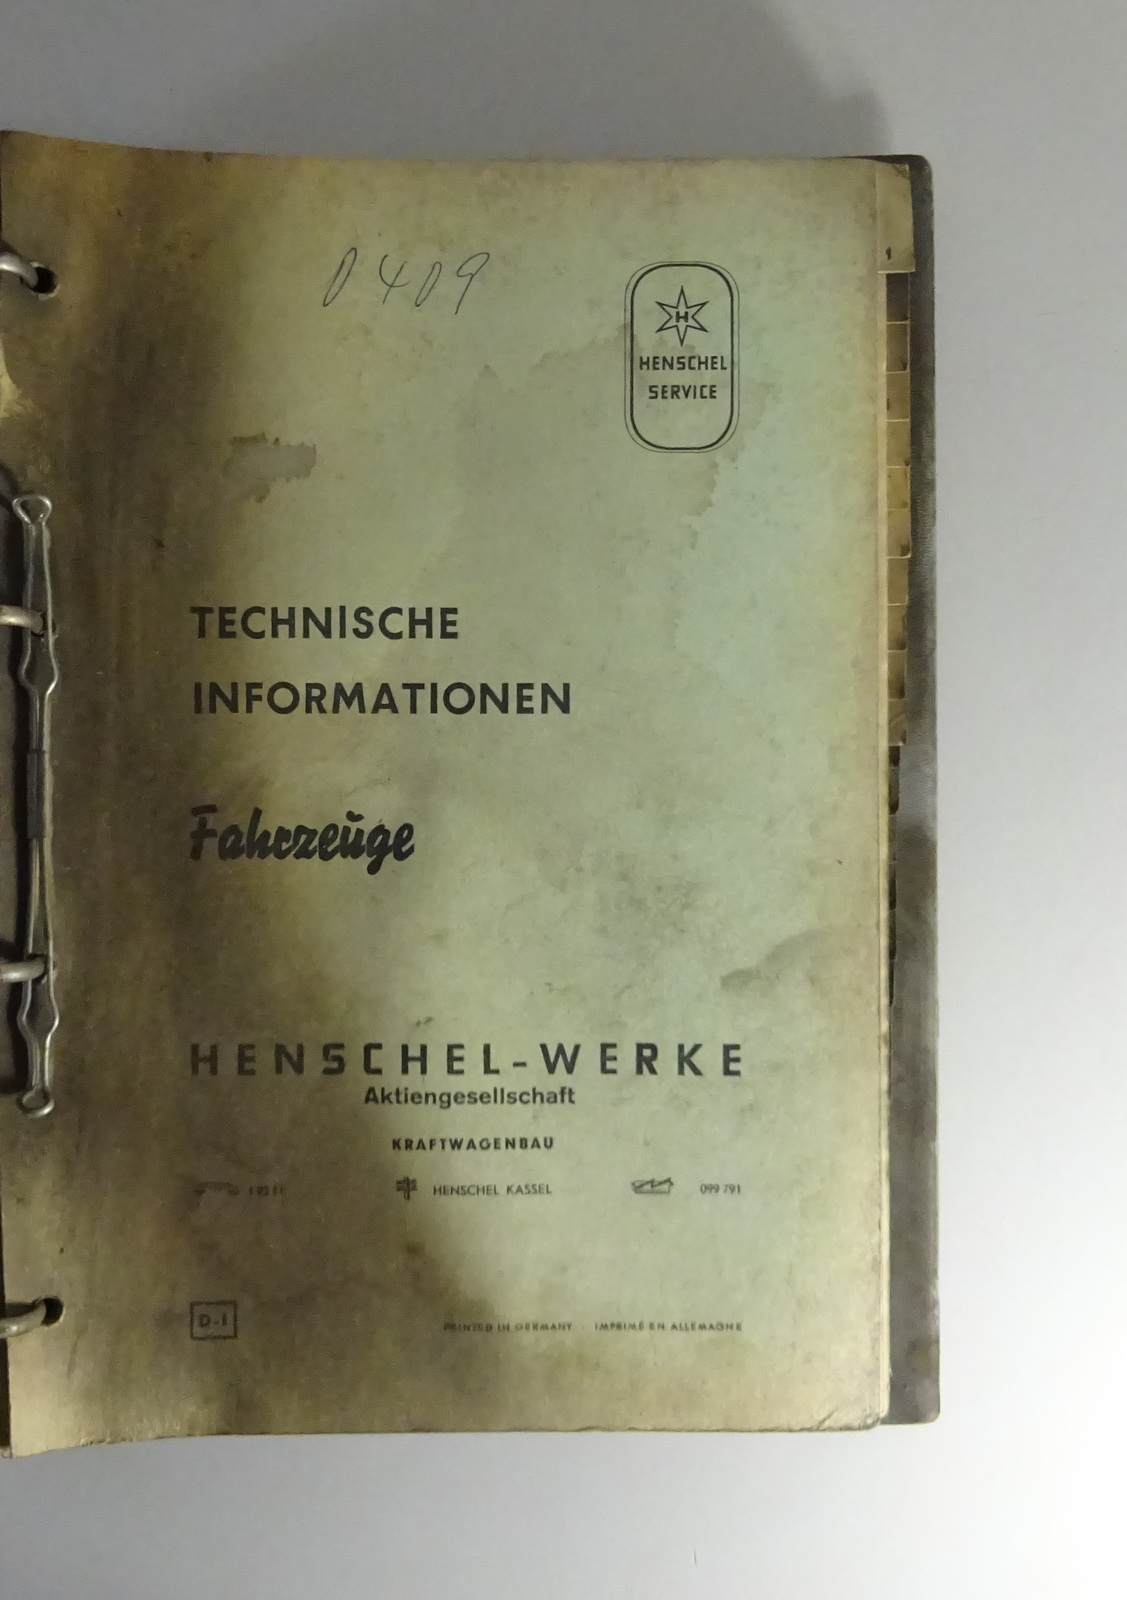 0409
1
H
HENSCHEL
SERVICE
TECHNISCHE
INFORMATIONEN
Fahrzeuge
HENSCHEL-WERKE
Aktiengesellschaft
KRAFTWAGENBAU
HENSCHEL KASSEL 099 791
D-I
PRINTED IN GERMANY · IMPRIMÉ EN ALLEMAGNE